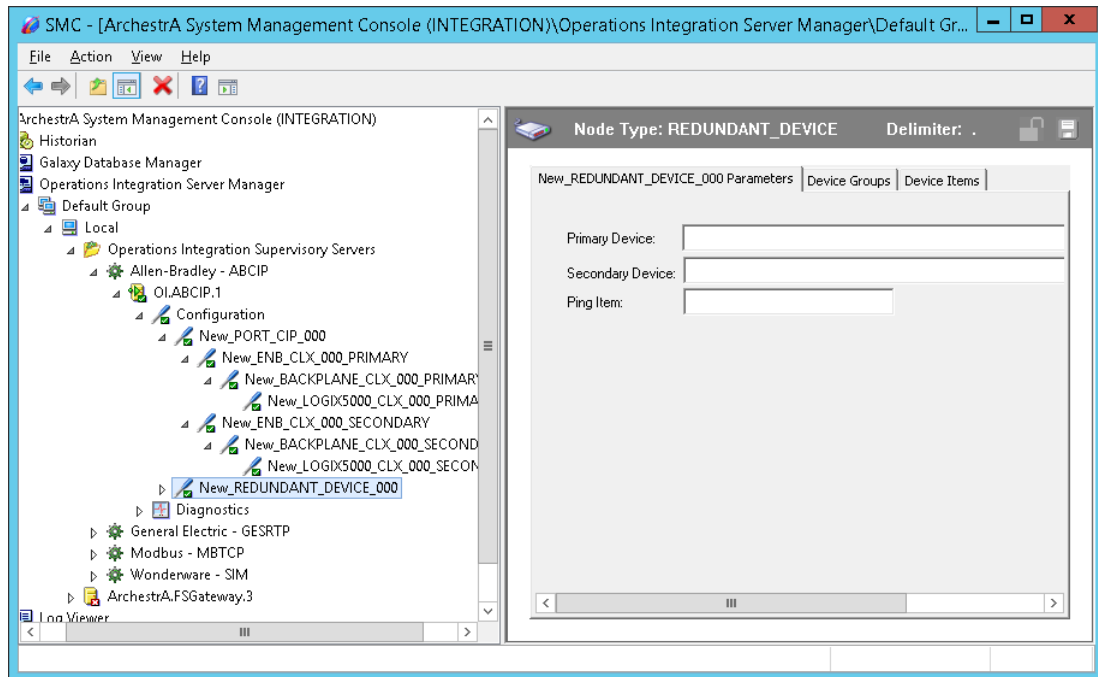 SMC - [ArchestrA System Management Console (INTEGRATION)\Operations Integration Server Manager\Default Gr...
File Action View Help
ArchestrA System Management Console (INTEGRATION)
Historian
Galaxy Database Manager
Operations Integration Server Manager
Default Group
Local
Operations Integration Supervisory Servers
Allen-Bradley - ABCIP
OI.ABCIP.1
Configuration
New_PORT_CIP_000
New_ENB_CLX_000_PRIMARY
New_BACKPLANE_CLX_000_PRIMAR
New_LOGIX5000_CLX_000_PRIMA
New_ENB_CLX_000_SECONDARY
New_BACKPLANE_CLX_000_SECOND
New_LOGIX5000_CLX_000_SECON
New_REDUNDANT_DEVICE_000
Diagnostics
General Electric - GESRTP
Modbus - MBTCP
Wonderware - SIM
ArchestrA.FSGateway.3
Log Viewer
Node Type: REDUNDANT_DEVICE Delimiter: .
New_REDUNDANT_DEVICE_000 Parameters Device Groups Device Items
Primary Device:
Secondary Device:
Ping Item: